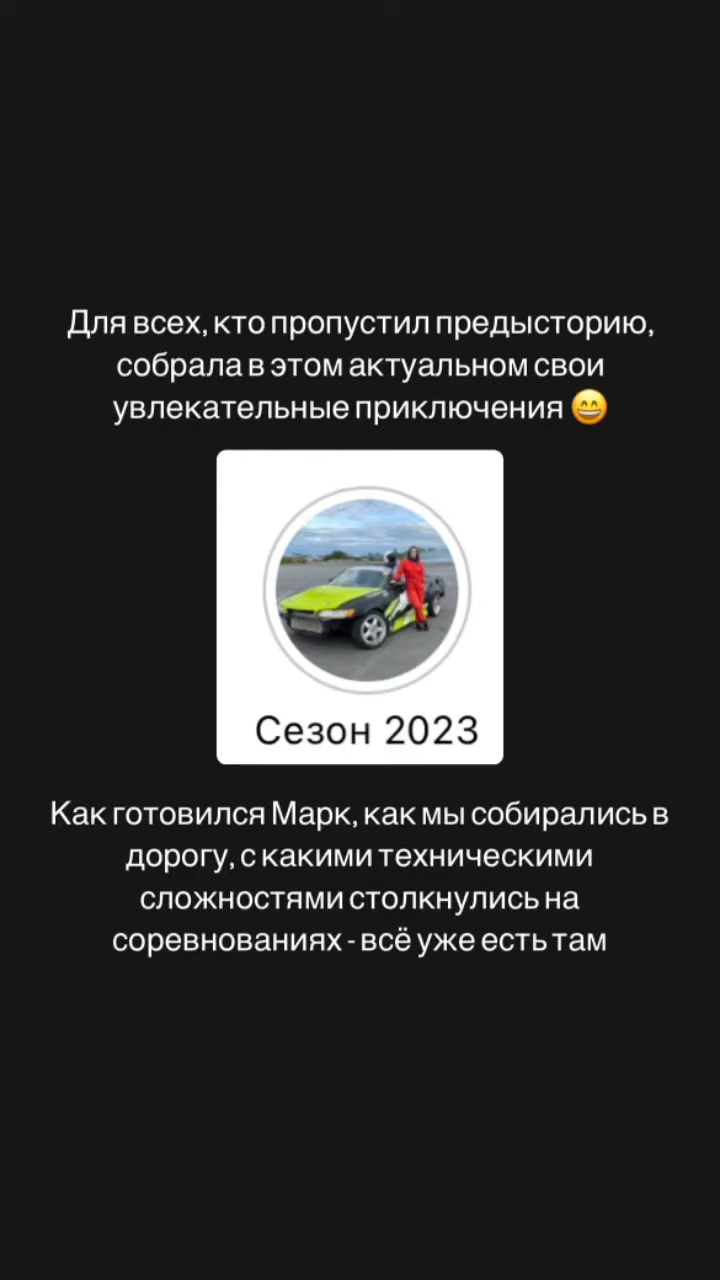 Для всех, кто пропустил предысторию,
собрала в этом актуальном свои
увлекательные приключения 😄
Сезон 2023
Как готовился Марк, как мы собирались в
дорогу, с какими техническими
сложностями столкнулись на
соревнованиях - всё уже есть там